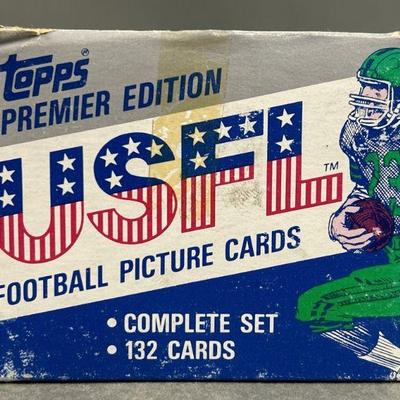 Topps®
PREMIER EDITION
USFL™
FOOTBALL PICTURE CARDS
• COMPLETE SET
• 132 CARDS